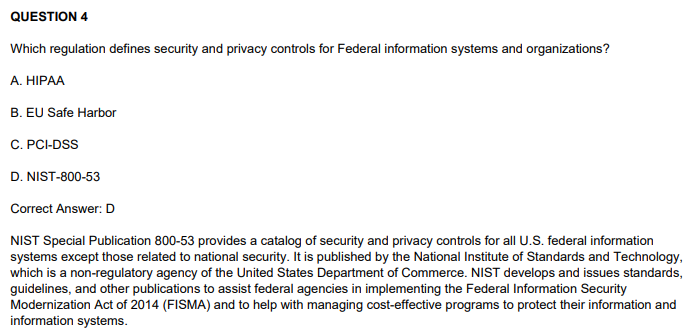 QUESTION 4
Which regulation defines security and privacy controls for Federal information systems and organizations?
A. HIPAA
B. EU Safe Harbor
C. PCI-DSS
D. NIST-800-53
Correct Answer: D
NIST Special Publication 800-53 provides a catalog of security and privacy controls for all U.S. federal information
systems except those related to national security. It is published by the National Institute of Standards and Technology,
which is a non-regulatory agency of the United States Department of Commerce. NIST develops and issues standards,
guidelines, and other publications to assist federal agencies in implementing the Federal Information Security
Modernization Act of 2014 (FISMA) and to help with managing cost-effective programs to protect their information and
information systems.